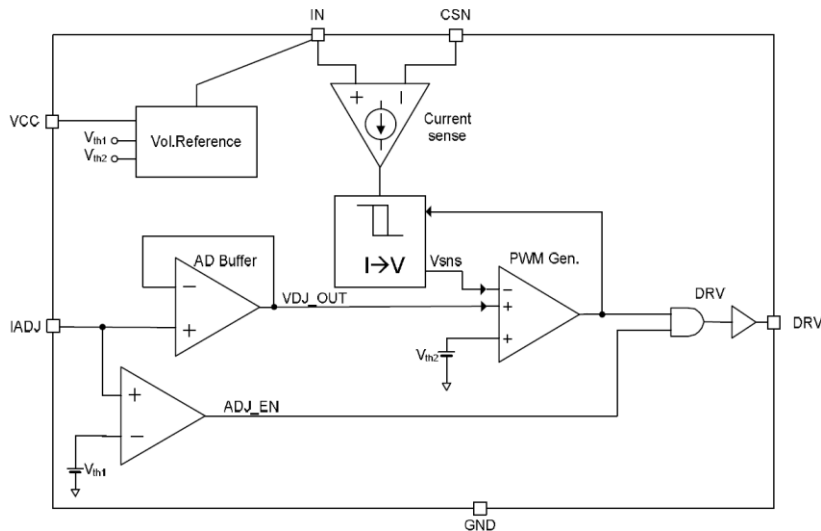 IN
CSN
VCC
Vth1
Vth2
Vol.Reference
+
−
Current
sense
I→V
Vsns
AD Buffer
−
+
VDJ_OUT
PWM Gen.
−
+
+
Vth2
DRV
DRV
IADJ
+
−
ADJ_EN
Vth1
GND